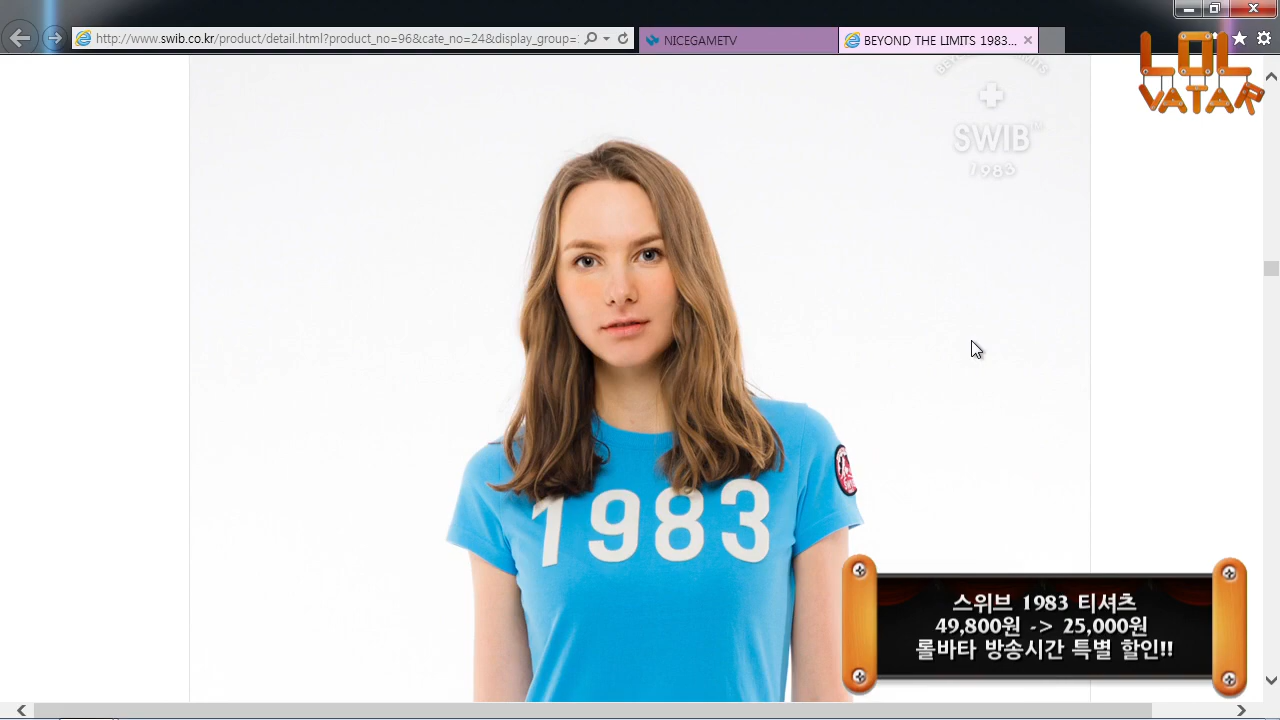 http://www.swib.co.kr/product/detail.html?product_no=96&cate_no=24&display_group=
NICEGAMETV
BEYOND THE LIMITS 1983...
LOL
VATAR
SWIB
1983
1983
스위브 1983 티셔츠
49,800원 -> 25,000원
롤바타 방송시간 특별 할인!!